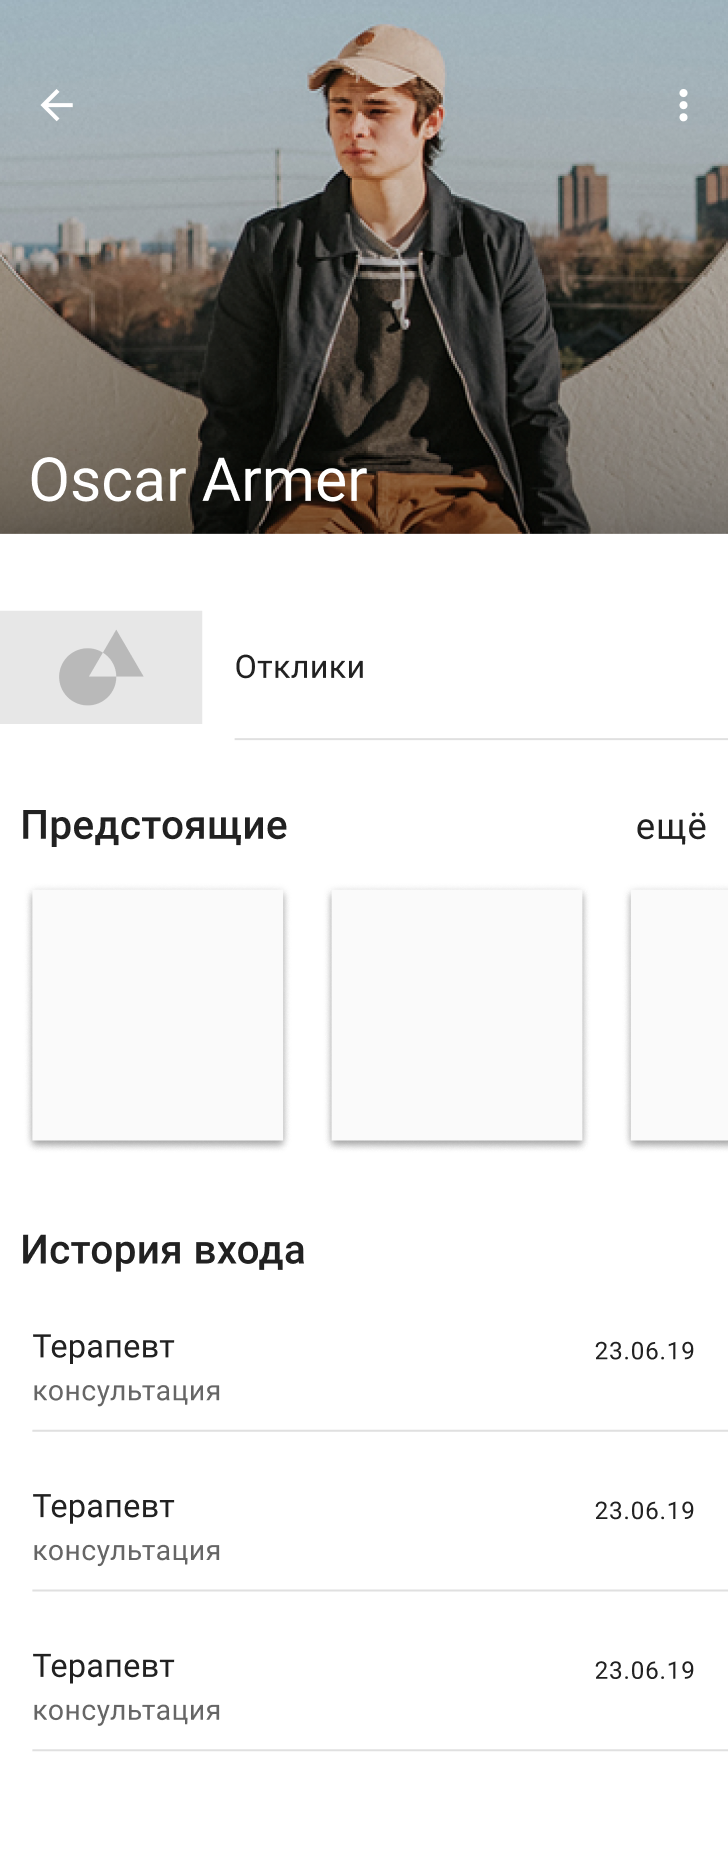 Oscar Armer
Отклики
Предстоящие
ещё
История входа
Терапевт
23.06.19
консультация
Терапевт
23.06.19
консультация
Терапевт
23.06.19
консультация